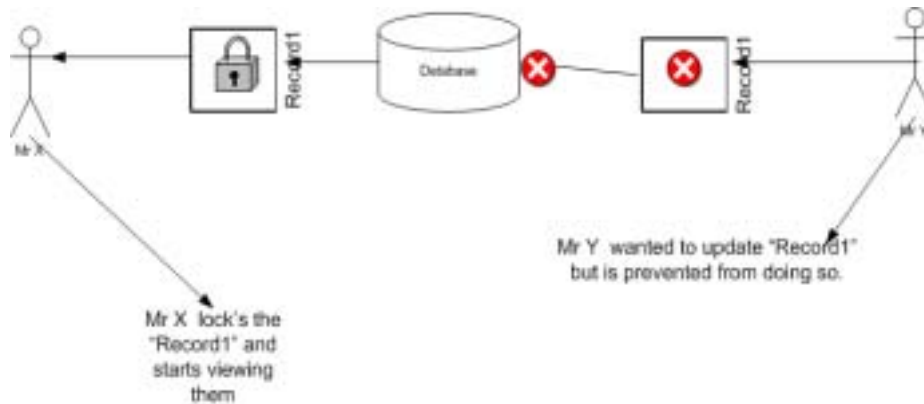 Record1
Database
Record1
Mr X
Mr Y
Mr Y wanted to update “Record1”
but is prevented from doing so.
Mr X lock’s the
“Record1” and
starts viewing
them